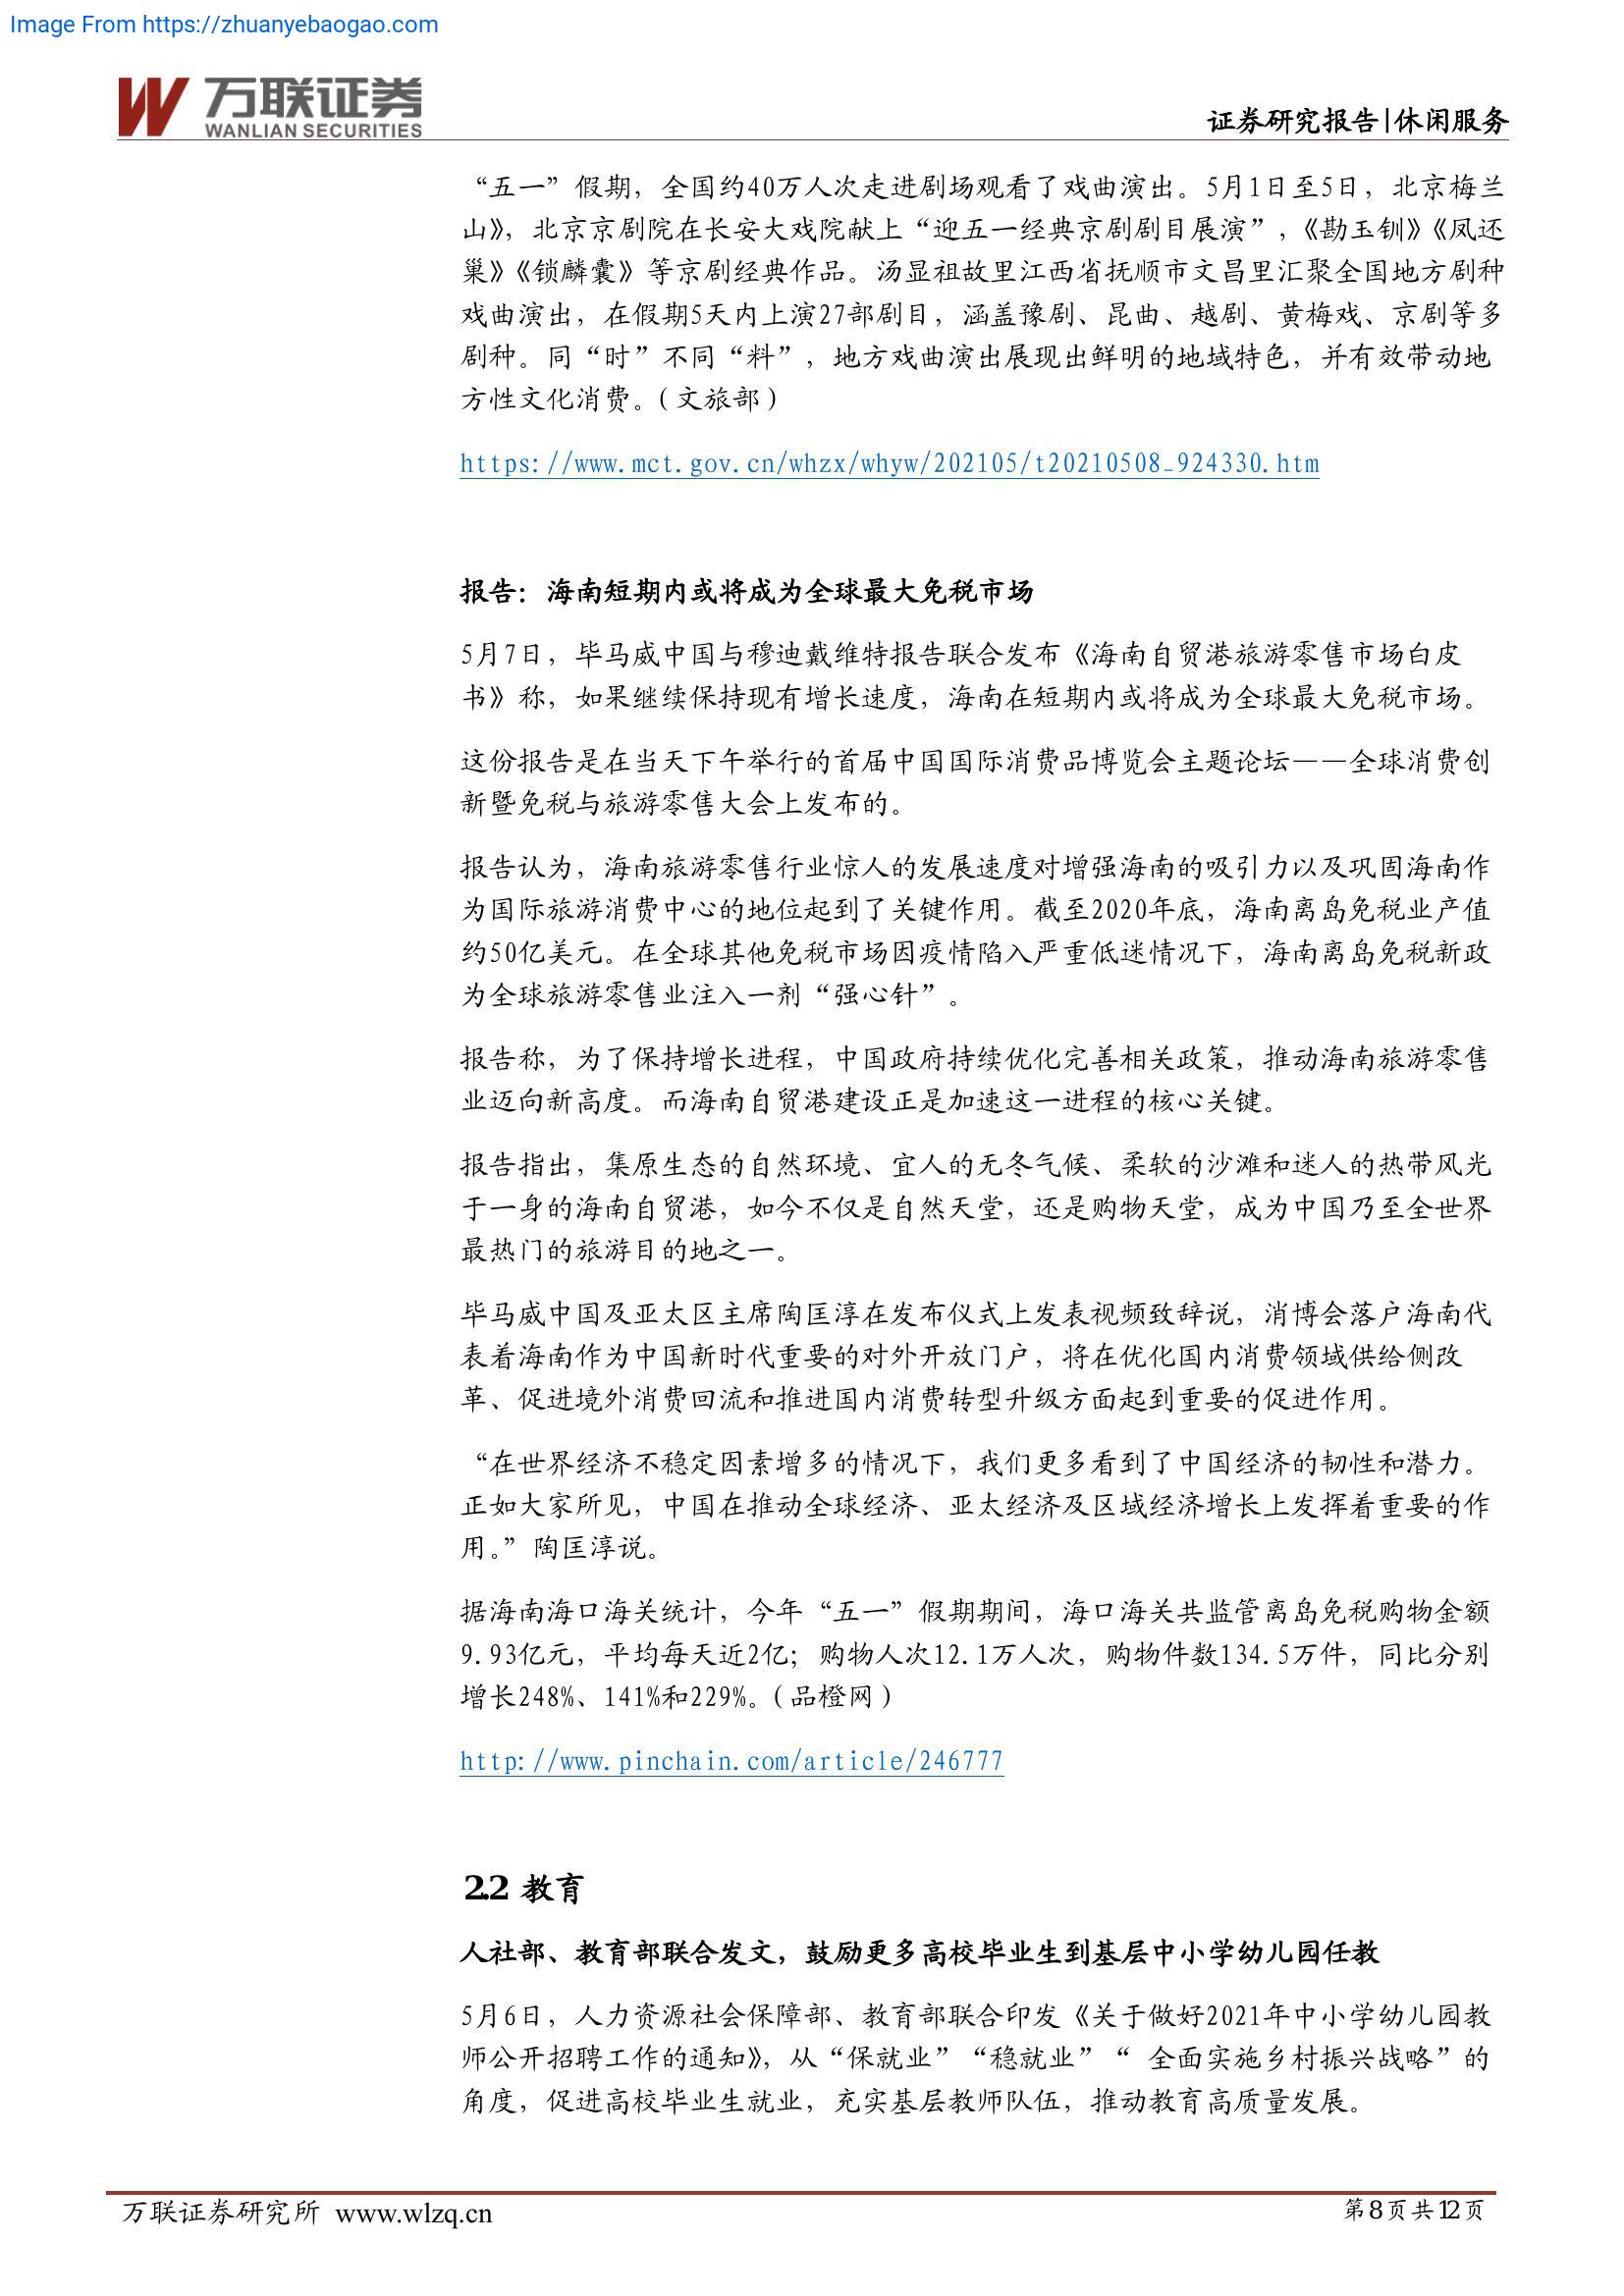 Image From https://zhuanyebaogao.com
万联证券
WANLIAN SECURITIES
证券研究报告|休闲服务
“五一”假期，全国约40万人次走进剧场观看了戏曲演出。5月1日至5日，北京梅兰
山》，北京京剧院在长安大戏院献上“迎五一经典京剧剧目展演”，《勘玉钏》《凤还
巢》《锁麟囊》等京剧经典作品。汤显祖故里江西省抚顺市文昌里汇聚全国地方剧种
戏曲演出，在假期5天内上演27部剧目，涵盖豫剧、昆曲、越剧、黄梅戏、京剧等多
剧种。同“时”不同“料”，地方戏曲演出展现出鲜明的地域特色，并有效带动地
方性文化消费。（文旅部）
https://www.mct.gov.cn/whzx/whyw/202105/t20210508_924330.htm
报告：海南短期内或将成为全球最大免税市场
5月7日，毕马威中国与穆迪戴维特报告联合发布《海南自贸港旅游零售市场白皮
书》称，如果继续保持现有增长速度，海南在短期内或将成为全球最大免税市场。
这份报告是在当天下午举行的首届中国国际消费品博览会主题论坛——全球消费创
新暨免税与旅游零售大会上发布的。
报告认为，海南旅游零售行业惊人的发展速度对增强海南的吸引力以及巩固海南作
为国际旅游消费中心的地位起到了关键作用。截至2020年底，海南离岛免税业产值
约50亿美元。在全球其他免税市场因疫情陷入严重低迷情况下，海南离岛免税新政
为全球旅游零售业注入一剂“强心针”。
报告称，为了保持增长进程，中国政府持续优化完善相关政策，推动海南旅游零售
业迈向新高度。而海南自贸港建设正是加速这一进程的核心关键。
报告指出，集原生态的自然环境、宜人的无冬气候、柔软的沙滩和迷人的热带风光
于一身的海南自贸港，如今不仅是自然天堂，还是购物天堂，成为中国乃至全世界
最热门的旅游目的地之一。
毕马威中国及亚太区主席陶匡淳在发布仪式上发表视频致辞说，消博会落户海南代
表着海南作为中国新时代重要的对外开放门户，将在优化国内消费领域供给侧改
革、促进境外消费回流和推进国内消费转型升级方面起到重要的促进作用。
“在世界经济不稳定因素增多的情况下，我们更多看到了中国经济的韧性和潜力。
正如大家所见，中国在推动全球经济、亚太经济及区域经济增长上发挥着重要的作
用。”陶匡淳说。
据海南海口海关统计，今年“五一”假期期间，海口海关共监管离岛免税购物金额
9.93亿元，平均每天近2亿；购物人次12.1万人次，购物件数134.5万件，同比分别
增长248%、141%和229%。（品橙网）
http://www.pinchain.com/article/246777
2.2 教育
人社部、教育部联合发文，鼓励更多高校毕业生到基层中小学幼儿园任教
5月6日，人力资源社会保障部、教育部联合印发《关于做好2021年中小学幼儿园教
师公开招聘工作的通知》，从“保就业”“稳就业”“ 全面实施乡村振兴战略”的
角度，促进高校毕业生就业，充实基层教师队伍，推动教育高质量发展。
万联证券研究所 www.wlzq.cn
第8页共12页